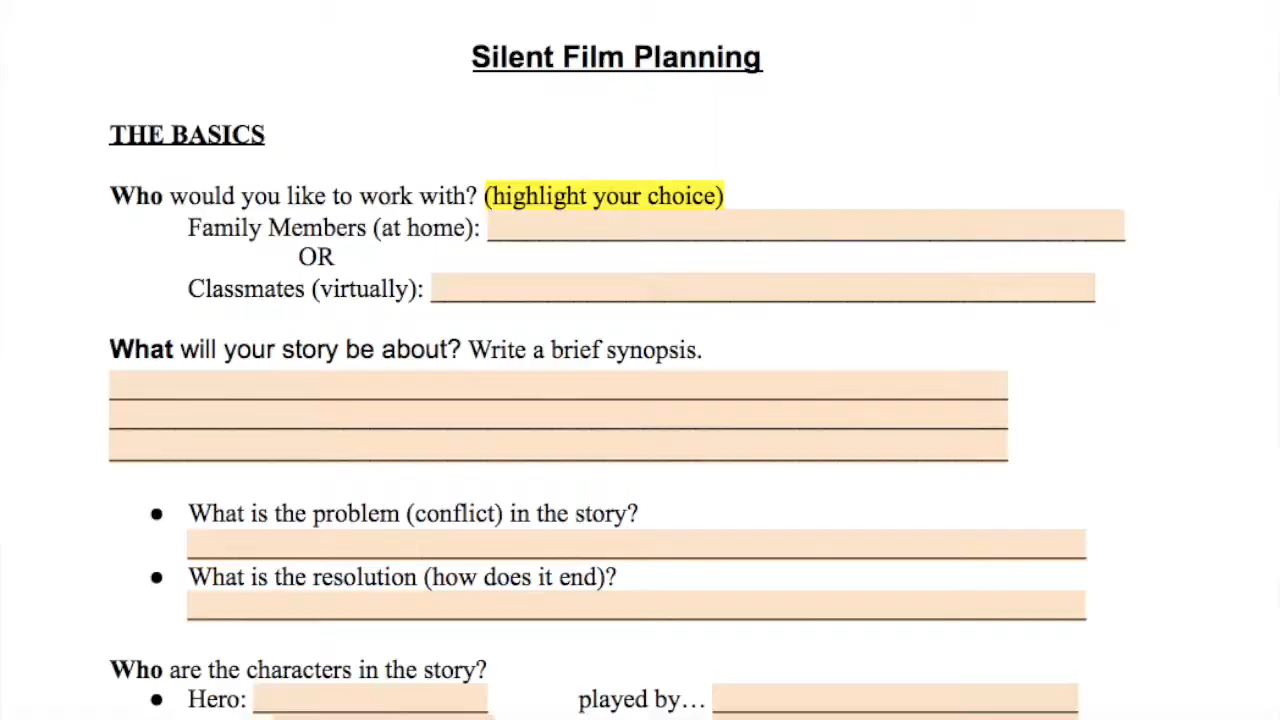 Silent Film Planning
THE BASICS
Who would you like to work with? (highlight your choice)
Family Members (at home):
OR
Classmates (virtually):
What will your story be about? Write a brief synopsis.
● What is the problem (conflict) in the story?
● What is the resolution (how does it end)?
Who are the characters in the story?
● Hero: played by…